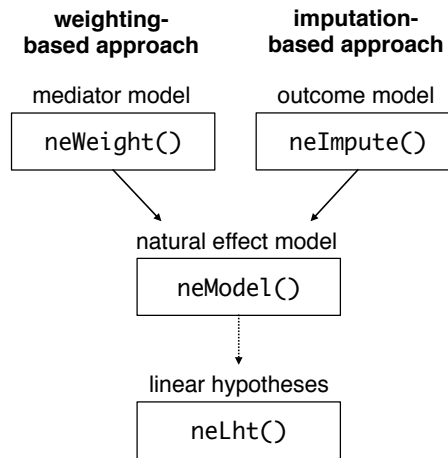 weighting-
based approach
imputation-
based approach
mediator model
outcome model
neWeight()
neImpute()
natural effect model
neModel()
linear hypotheses
neLht()